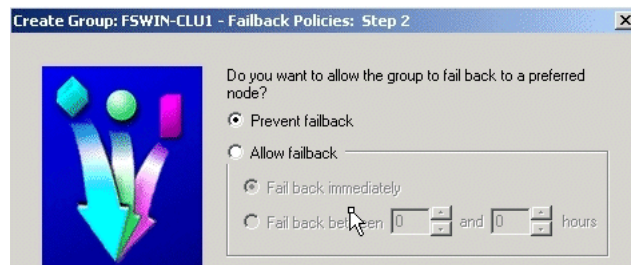 Create Group: FSWIN-CLU1 - Failback Policies: Step 2
Do you want to allow the group to fail back to a preferred
node?
Prevent failback
Allow failback
Fail back immediately
Fail back between 0 and 0 hours